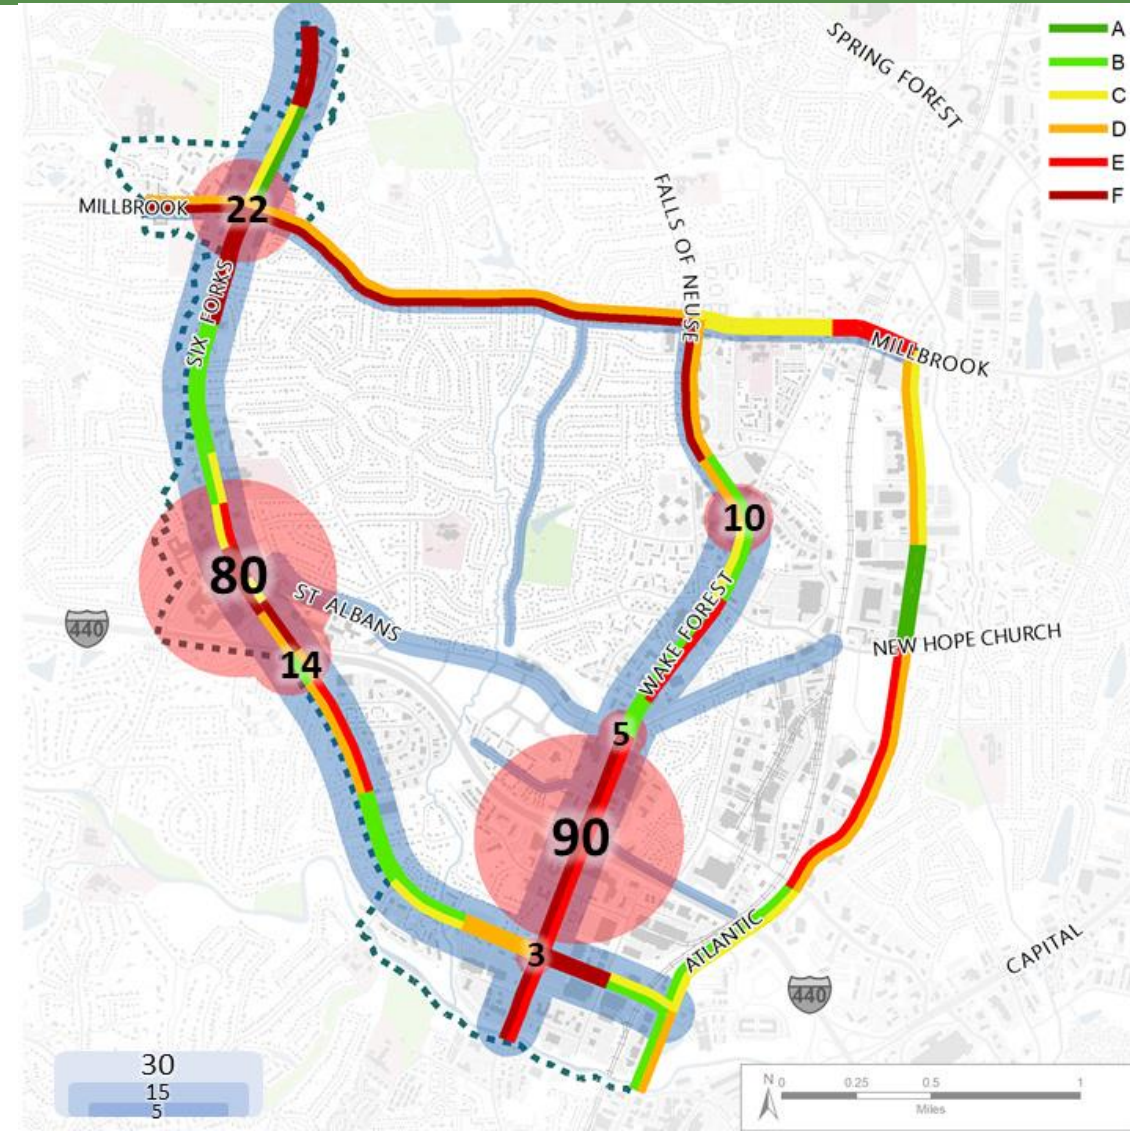 A
SPRING FOREST
B
C
D
E
F
FALLS OF NEUSE
MILLBROOK
22
SIX FORKS
MILLBROOK
10
80
ST ALBANS
440
14
WAKE FOREST
NEW HOPE CHURCH
5
90
3
ATLANTIC
CAPITAL
440
30
15
5
N 0 0.25 0.5 1
Miles